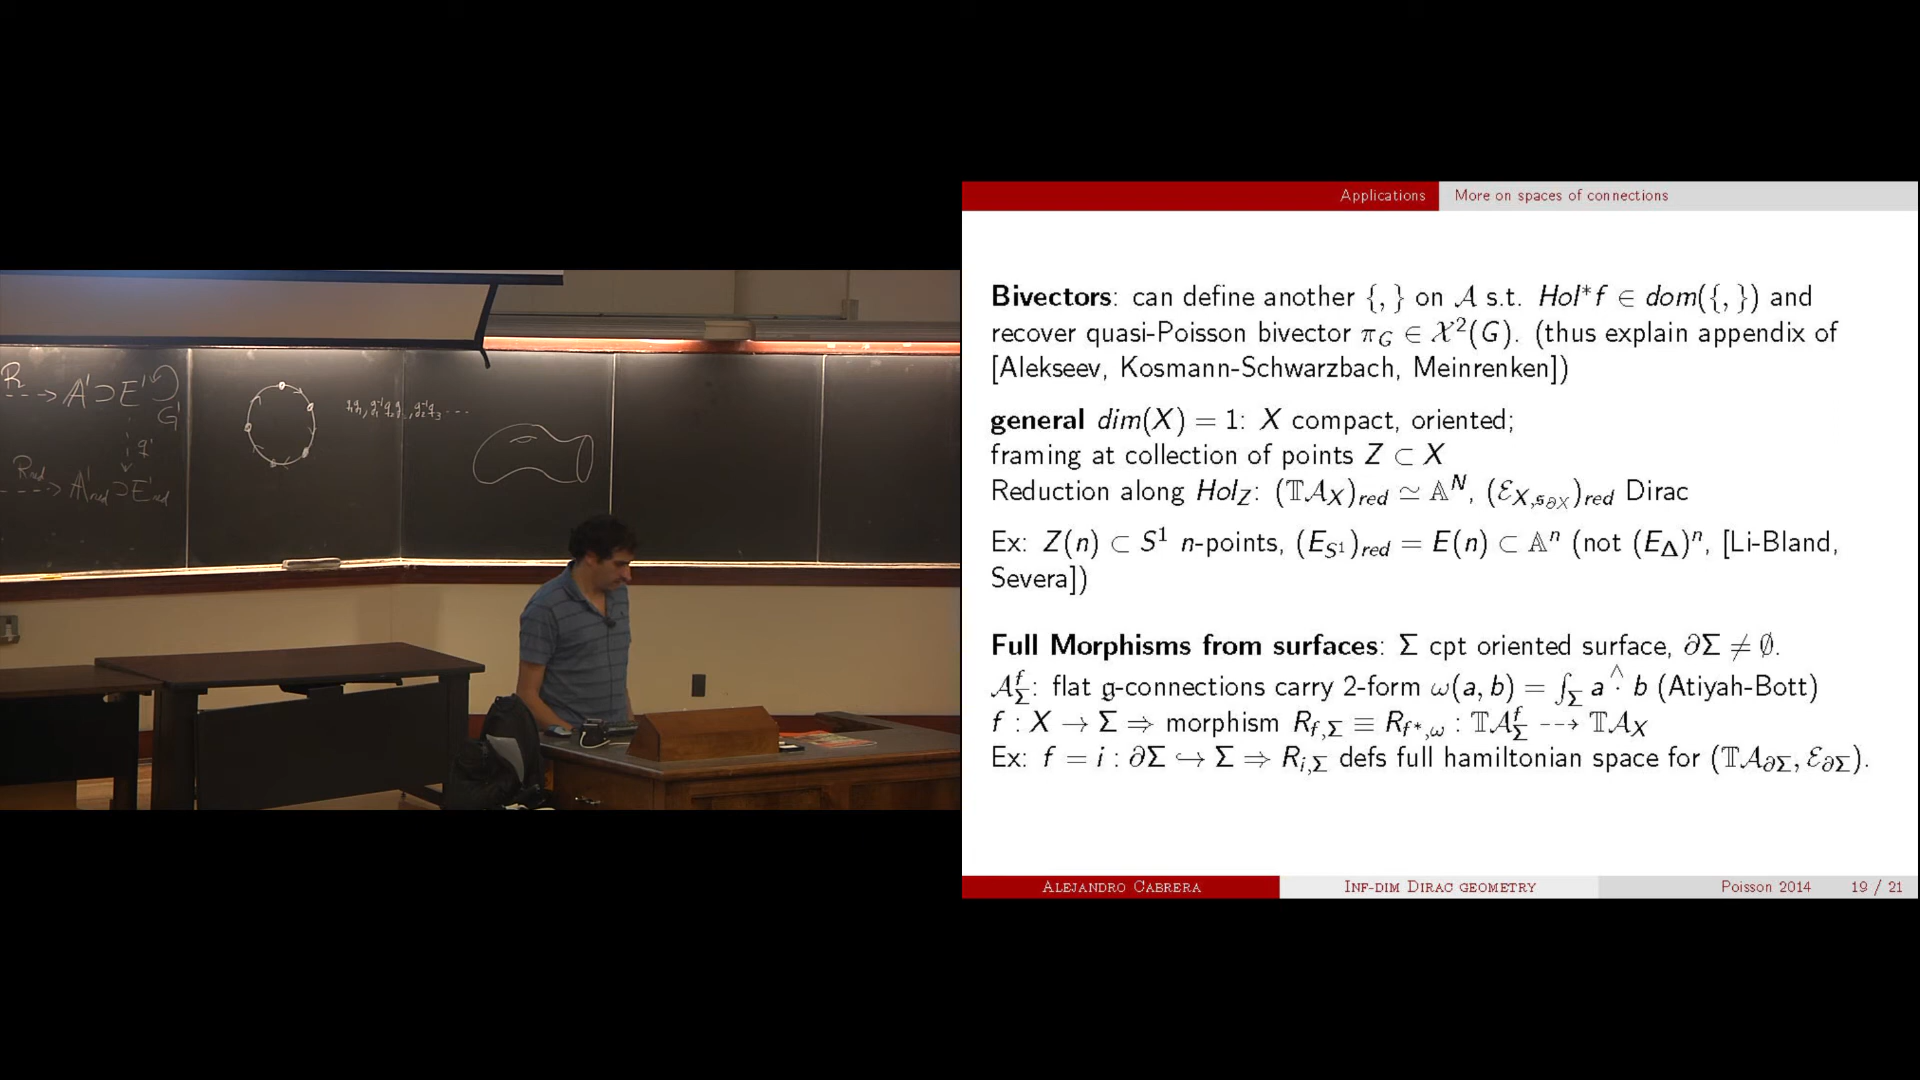 R
A' ⊃ E'
G'
q'
R_red
A'_red ⊃ E'_red
Applications More on spaces of connections
Bivectors: can define another {,} on 𝒜 s.t. Hol*f ∈ dom({,}) and
recover quasi-Poisson bivector π_G ∈ 𝒳²(G). (thus explain appendix of
[Alekseev, Kosmann-Schwarzbach, Meinrenken])
general dim(X) = 1: X compact, oriented;
framing at collection of points Z ⊂ X
Reduction along Hol_Z: (𝕋𝒜_X)_red ≃ 𝔸^N, (ℰ_{X,s_{∂X}})_red Dirac
Ex: Z(n) ⊂ S¹ n-points, (E_{S¹})_red = E(n) ⊂ 𝔸ⁿ (not (E_Δ)ⁿ, [Li-Bland,
Severa])
Full Morphisms from surfaces: Σ cpt oriented surface, ∂Σ ≠ ∅.
𝒜^f_Σ: flat 𝔤-connections carry 2-form ω(a, b) = ∫_Σ a ∧· b (Atiyah-Bott)
f : X → Σ ⇒ morphism R_{f,Σ} ≡ R_{f*,ω} : 𝕋𝒜^f_Σ ⇢ 𝕋𝒜_X
Ex: f = i : ∂Σ ↪ Σ ⇒ R_{i,Σ} defs full hamiltonian space for (𝕋𝒜_{∂Σ}, ℰ_{∂Σ}).
Alejandro Cabrera Inf-dim Dirac geometry Poisson 2014 19 / 21